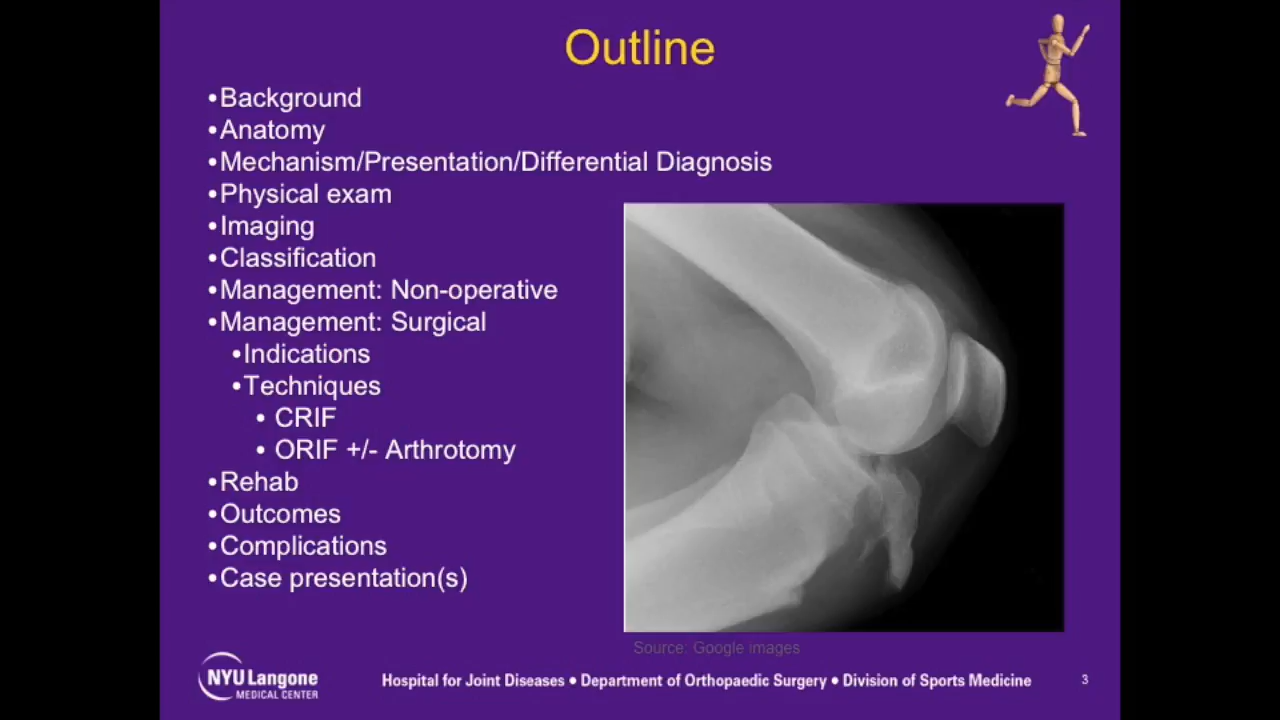 Outline
•Background
•Anatomy
•Mechanism/Presentation/Differential Diagnosis
•Physical exam
•Imaging
•Classification
•Management: Non-operative
•Management: Surgical
•Indications
•Techniques
• CRIF
• ORIF +/- Arthrotomy
•Rehab
•Outcomes
•Complications
•Case presentation(s)
Source: Google images
NYU Langone
MEDICAL CENTER
Hospital for Joint Diseases • Department of Orthopaedic Surgery • Division of Sports Medicine
3